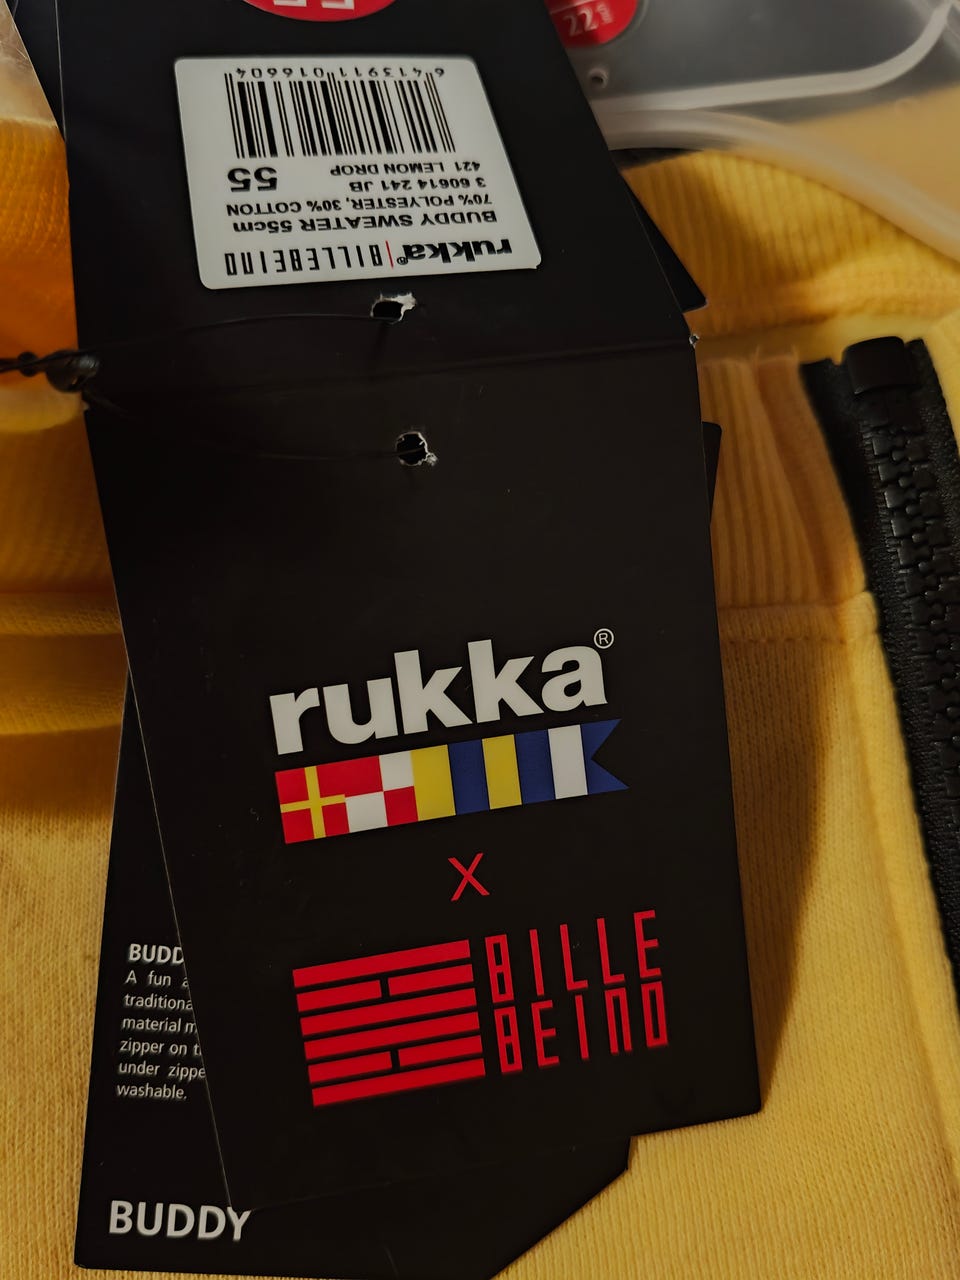 22
6413911016604
55
421 LEMON DROP
3 60614 241 JB
70% POLYESTER, 30% COTTON
BUDDY SWEATER 55cm
rukka® | BILLEBEINO
rukka®
X
BILLE
BEINO
BUDD
A fun
traditiona
material m
zipper on t
under zippe
washable.
BUDDY